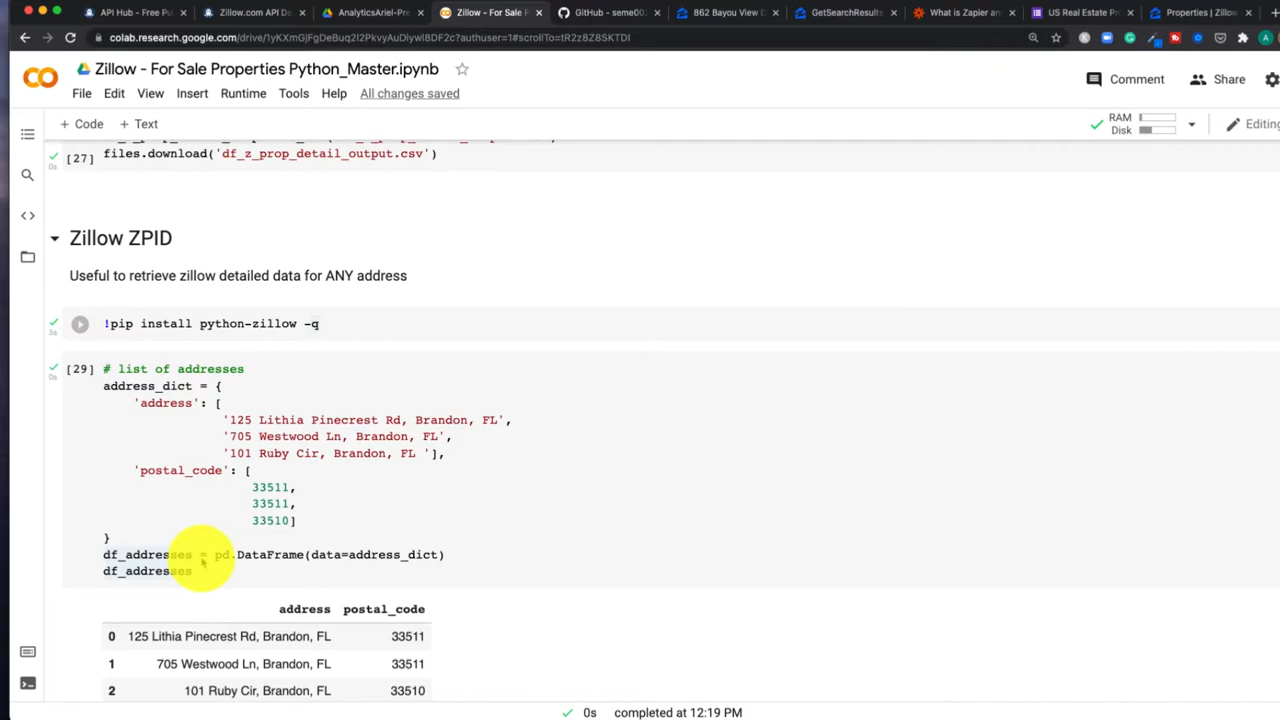 API Hub - Free Pu
Zillow.com API Do
AnalyticsAriel-Pre
Zillow - For Sale P
GitHub - seme00
862 Bayou View D
GetSearchResults
What is Zapier an
US Real Estate Pr
Properties | Zillow
colab.research.google.com/drive/1yKXmGjFgDeBuq2I2PkvyAuDiywI8DF2c?authuser=1#scrollTo=tR2z8Z8SKTDI
Zillow - For Sale Properties Python_Master.ipynb
Comment
Share
File Edit View Insert Runtime Tools Help All changes saved
+ Code + Text
RAM
Disk
Editing
[27]
0s
files.download('df_z_prop_detail_output.csv')
Zillow ZPID
Useful to retrieve zillow detailed data for ANY address
!pip install python-zillow -q
3s
[29] # list of addresses
0s
address_dict = {
'address': [
'125 Lithia Pinecrest Rd, Brandon, FL',
'705 Westwood Ln, Brandon, FL',
'101 Ruby Cir, Brandon, FL '],
'postal_code': [
33511,
33511,
33510]
}
df_addresses = pd.DataFrame(data=address_dict)
df_addresses
address postal_code
0 125 Lithia Pinecrest Rd, Brandon, FL 33511
1 705 Westwood Ln, Brandon, FL 33511
2 101 Ruby Cir, Brandon, FL 33510
0s completed at 12:19 PM